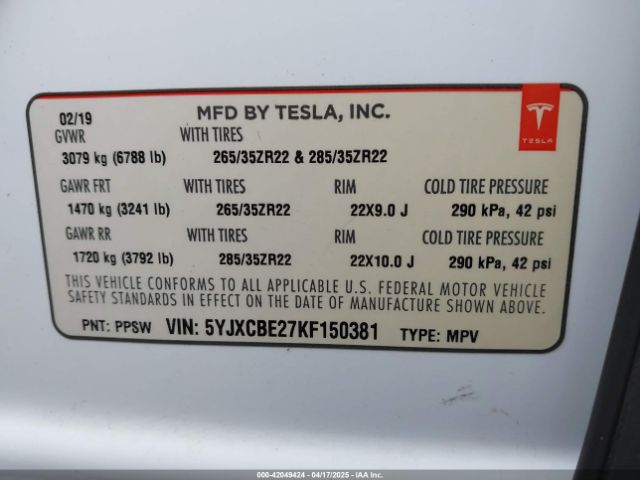 02/19 MFD BY TESLA, INC.
TESLA
GVWR WITH TIRES
3079 kg (6788 lb) 265/35ZR22 & 285/35ZR22
GAWR FRT WITH TIRES RIM COLD TIRE PRESSURE
1470 kg (3241 lb) 265/35ZR22 22X9.0 J 290 kPa, 42 psi
GAWR RR WITH TIRES RIM COLD TIRE PRESSURE
1720 kg (3792 lb) 285/35ZR22 22X10.0 J 290 kPa, 42 psi
THIS VEHICLE CONFORMS TO ALL APPLICABLE U.S. FEDERAL MOTOR VEHICLE
SAFETY STANDARDS IN EFFECT ON THE DATE OF MANUFACTURE SHOWN ABOVE.
PNT: PPSW VIN: 5YJXCBE27KF150381 TYPE: MPV
000-42049424 - 04/17/2025 - IAA Inc.